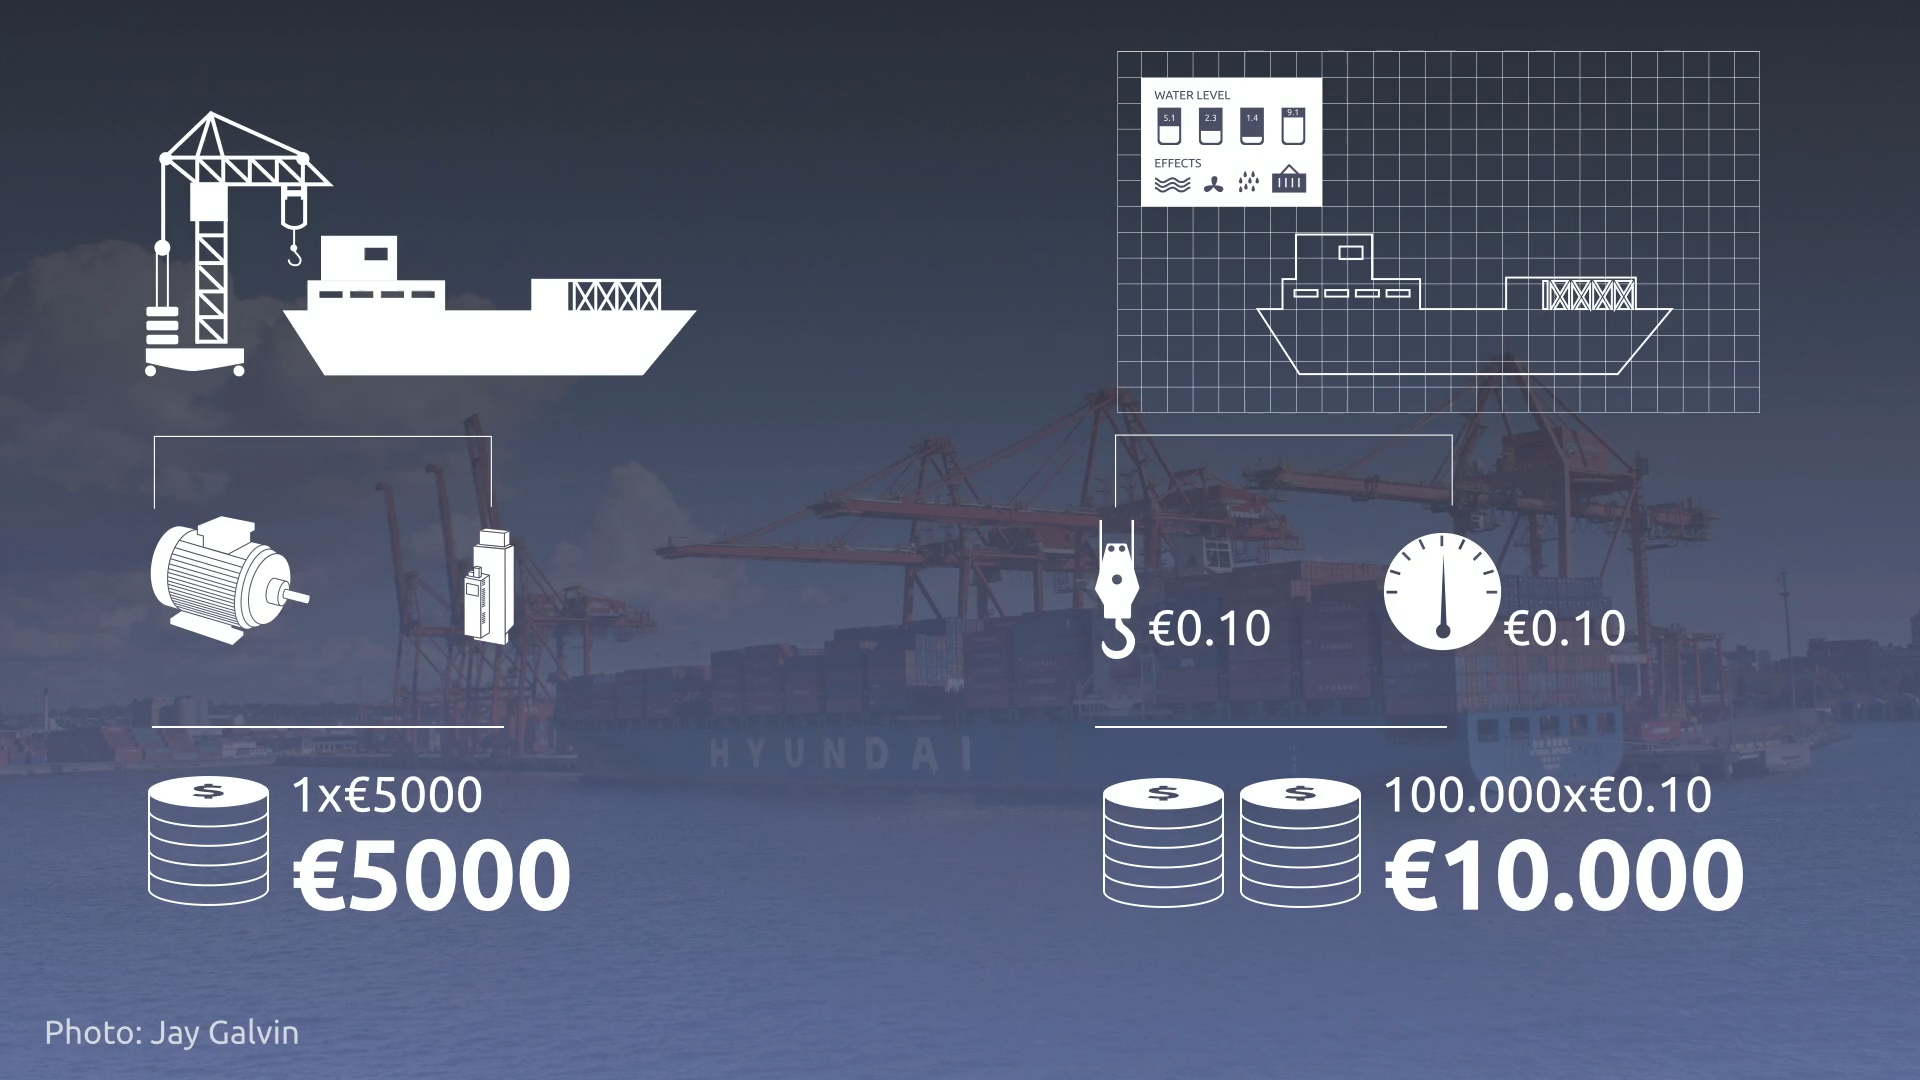 WATER LEVEL
5.1 2.3 1.4 9.1
EFFECTS
€0.10
€0.10
HYUNDAI
$
1x€5000
€5000
$ $
100.000x€0.10
€10.000
Photo: Jay Galvin